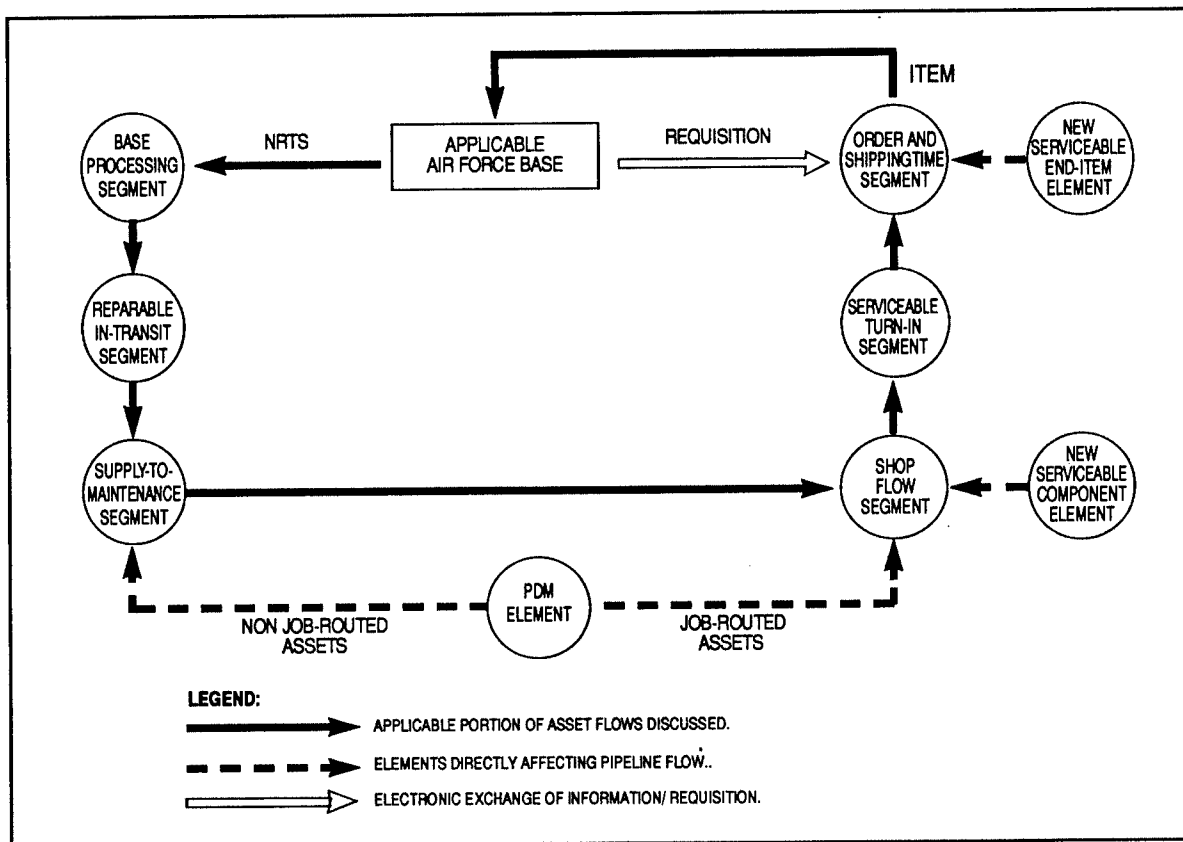 ITEM
BASE
PROCESSING
SEGMENT
NRTS
APPLICABLE
AIR FORCE BASE
REQUISITION
ORDER AND
SHIPPINGTIME
SEGMENT
NEW
SERVICEABLE
END-ITEM
ELEMENT
REPARABLE
IN-TRANSIT
SEGMENT
SERVICEABLE
TURN-IN
SEGMENT
SUPPLY-TO-
MAINTENANCE
SEGMENT
SHOP
FLOW
SEGMENT
NEW
SERVICEABLE
COMPONENT
ELEMENT
PDM
ELEMENT
NON JOB-ROUTED
ASSETS
JOB-ROUTED
ASSETS
LEGEND:
APPLICABLE PORTION OF ASSET FLOWS DISCUSSED.
ELEMENTS DIRECTLY AFFECTING PIPELINE FLOW..
ELECTRONIC EXCHANGE OF INFORMATION/ REQUISITION.